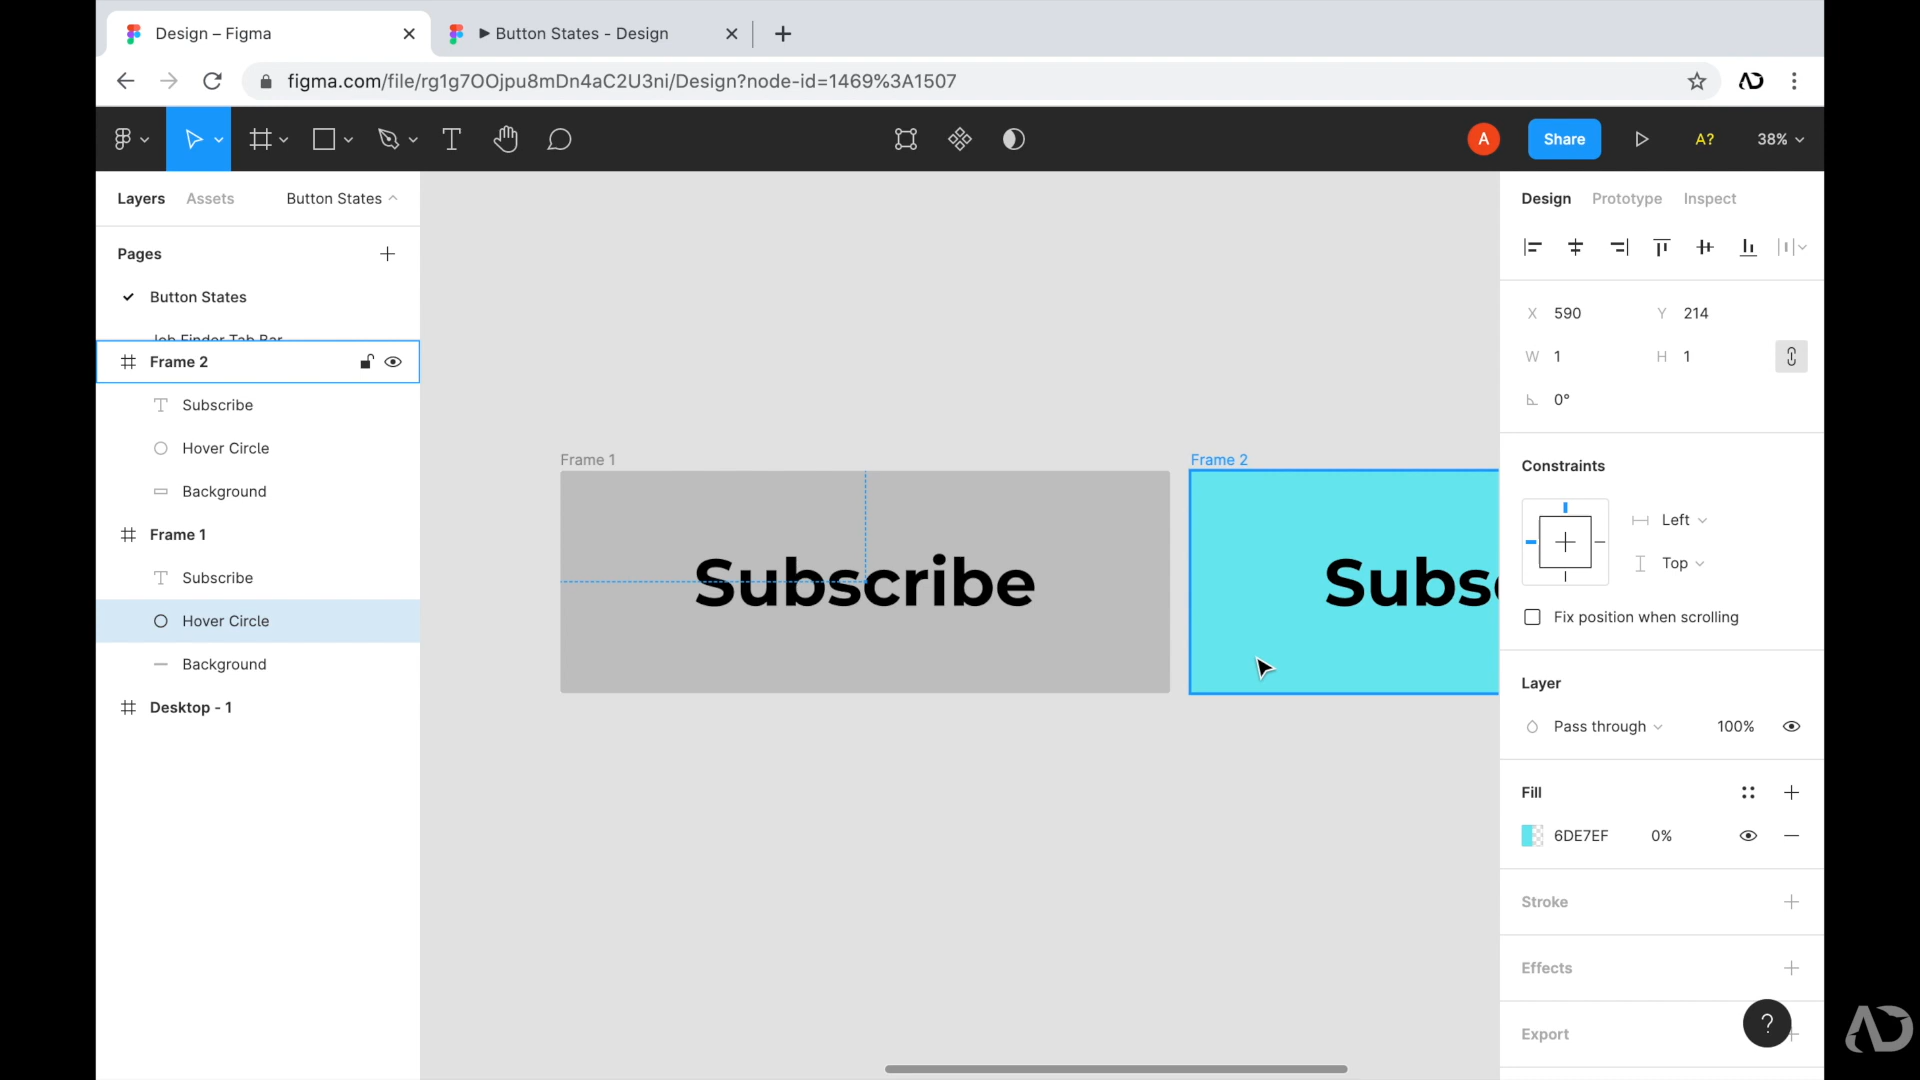 Design – Figma
Button States - Design
figma.com/file/rg1g7OOjpu8mDn4aC2U3ni/Design?node-id=1469%3A1507
A
Share
A?
38%
Layers
Assets
Button States
Design
Prototype
Inspect
Pages
Button States
Job Finder Tab Bar
Frame 2
Subscribe
Hover Circle
Background
Frame 1
Subscribe
Hover Circle
Background
Desktop - 1
Frame 1
Subscribe
Frame 2
Subsc
X 590
Y 214
W 1
H 1
0°
Constraints
Left
Top
Fix position when scrolling
Layer
Pass through
100%
Fill
6DE7EF
0%
Stroke
Effects
Export
?